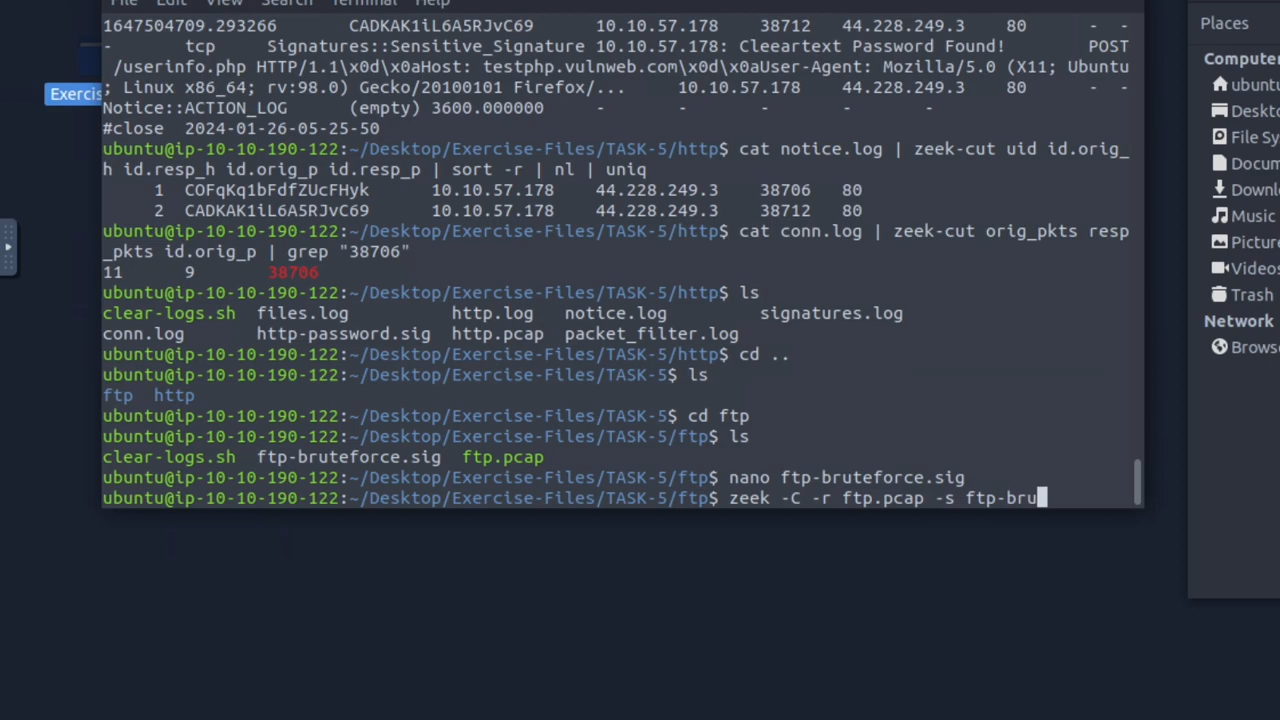 File Edit View Search Terminal Help
1647504709.293266 CADKAK1iL6A5RJvC69 10.10.57.178 38712 44.228.249.3 80 - -
- tcp Signatures::Sensitive_Signature 10.10.57.178: Cleeartext Password Found! POST
/userinfo.php HTTP/1.1\x0d\x0aHost: testphp.vulnweb.com\x0d\x0aUser-Agent: Mozilla/5.0 (X11; Ubuntu
; Linux x86_64; rv:98.0) Gecko/20100101 Firefox/... 10.10.57.178 44.228.249.3 80 - -
Notice::ACTION_LOG (empty) 3600.000000 - - - - -
#close 2024-01-26-05-25-50
ubuntu@ip-10-10-190-122:~/Desktop/Exercise-Files/TASK-5/http$ cat notice.log | zeek-cut uid id.orig_
h id.resp_h id.orig_p id.resp_p | sort -r | nl | uniq
1 COFqKq1bFdfZUcFHyk 10.10.57.178 44.228.249.3 38706 80
2 CADKAK1iL6A5RJvC69 10.10.57.178 44.228.249.3 38712 80
ubuntu@ip-10-10-190-122:~/Desktop/Exercise-Files/TASK-5/http$ cat conn.log | zeek-cut orig_pkts resp
_pkts id.orig_p | grep "38706"
11 9 38706
ubuntu@ip-10-10-190-122:~/Desktop/Exercise-Files/TASK-5/http$ ls
clear-logs.sh files.log http.log notice.log signatures.log
conn.log http-password.sig http.pcap packet_filter.log
ubuntu@ip-10-10-190-122:~/Desktop/Exercise-Files/TASK-5/http$ cd ..
ubuntu@ip-10-10-190-122:~/Desktop/Exercise-Files/TASK-5$ ls
ftp http
ubuntu@ip-10-10-190-122:~/Desktop/Exercise-Files/TASK-5$ cd ftp
ubuntu@ip-10-10-190-122:~/Desktop/Exercise-Files/TASK-5/ftp$ ls
clear-logs.sh ftp-bruteforce.sig ftp.pcap
ubuntu@ip-10-10-190-122:~/Desktop/Exercise-Files/TASK-5/ftp$ nano ftp-bruteforce.sig
ubuntu@ip-10-10-190-122:~/Desktop/Exercise-Files/TASK-5/ftp$ zeek -C -r ftp.pcap -s ftp-bru
Exercis
Places
Compute
ubuntu
Deskto
File Sy
Docum
Downl
Music
Picture
Videos
Trash
Network
Browse